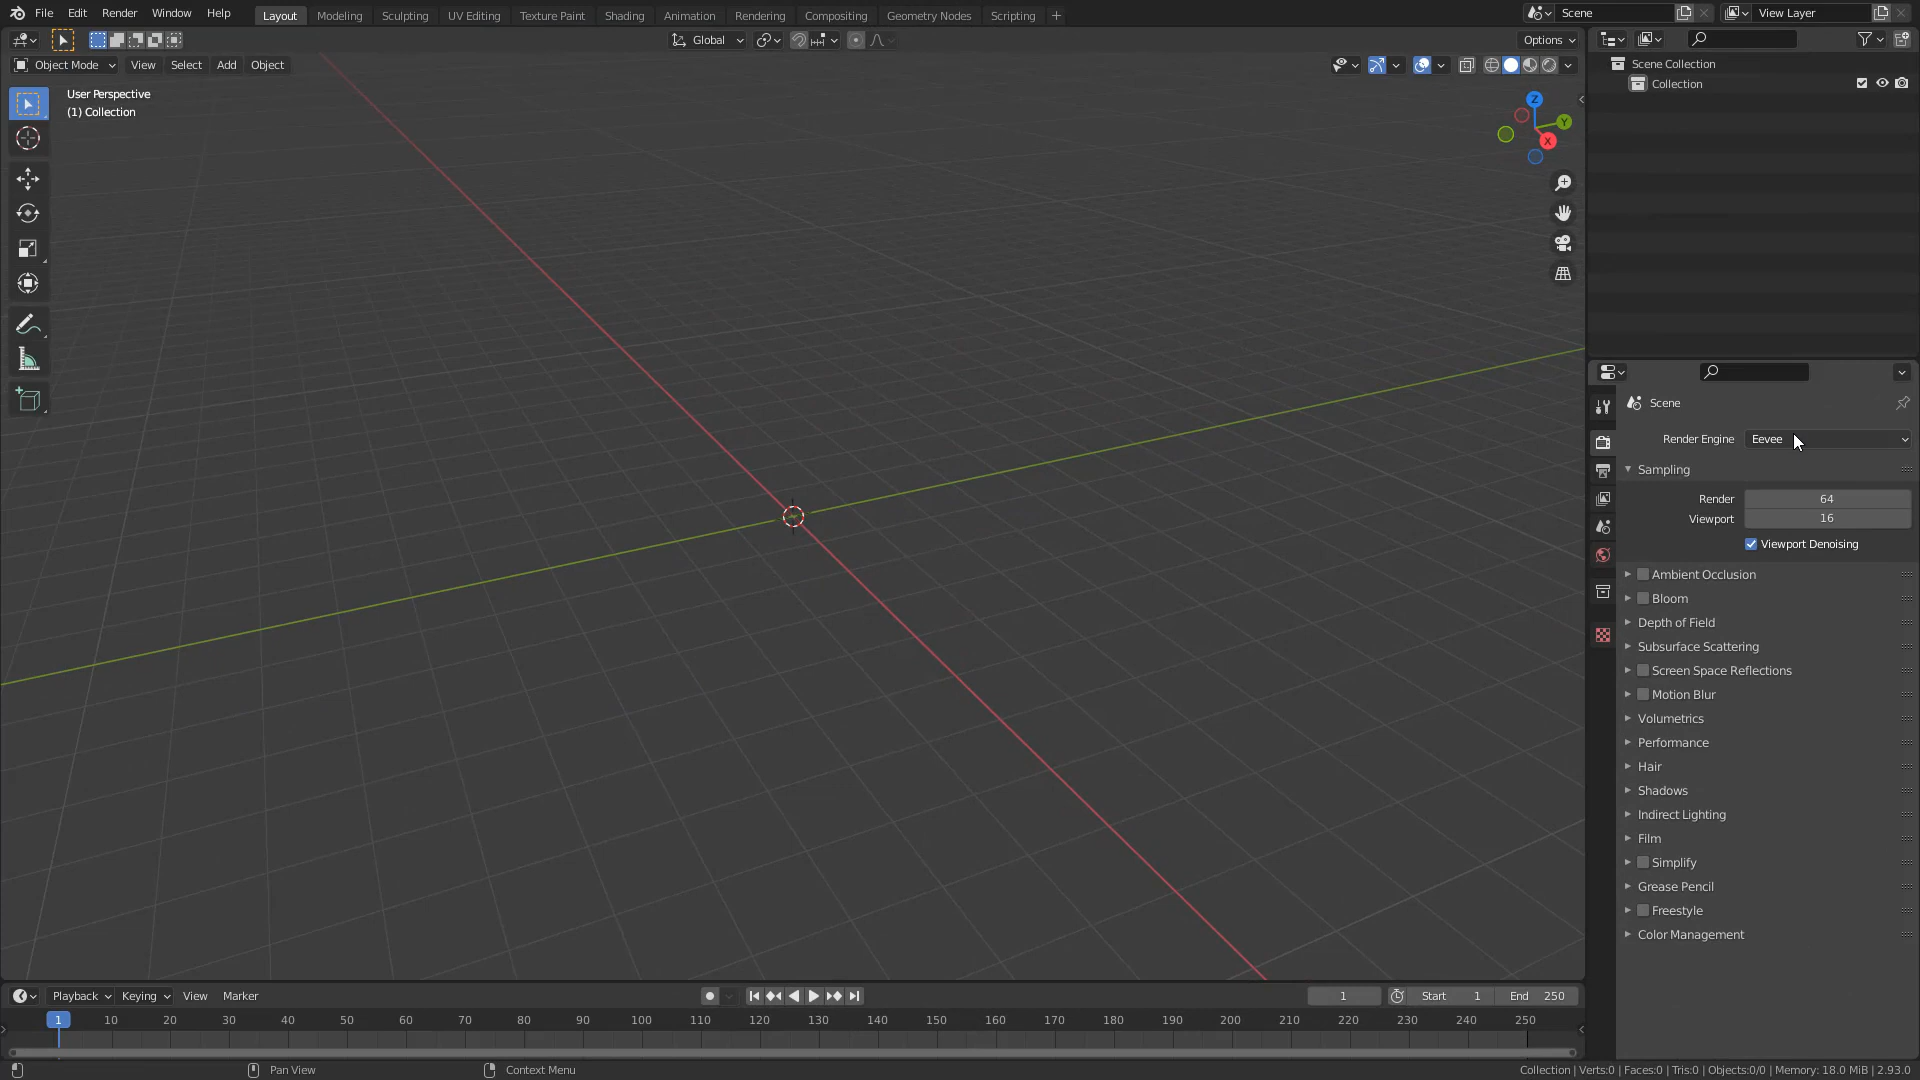 File Edit Render Window Help Layout Modeling Sculpting UV Editing Texture Paint Shading Animation Rendering Compositing Geometry Nodes Scripting + Scene View Layer
Global Options
Object Mode View Select Add Object
User Perspective
(1) Collection
Z
Y
X
Scene Collection
Collection
Scene
Render Engine Eevee
Sampling
Render 64
Viewport 16
Viewport Denoising
Ambient Occlusion
Bloom
Depth of Field
Subsurface Scattering
Screen Space Reflections
Motion Blur
Volumetrics
Performance
Hair
Shadows
Indirect Lighting
Film
Simplify
Grease Pencil
Freestyle
Color Management
Playback Keying View Marker 1 Start 1 End 250
1 10 20 30 40 50 60 70 80 90 100 110 120 130 140 150 160 170 180 190 200 210 220 230 240 250
Pan View Context Menu Collection | Verts:0 | Faces:0 | Tris:0 | Objects:0/0 | Memory: 18.0 MiB | 2.93.0